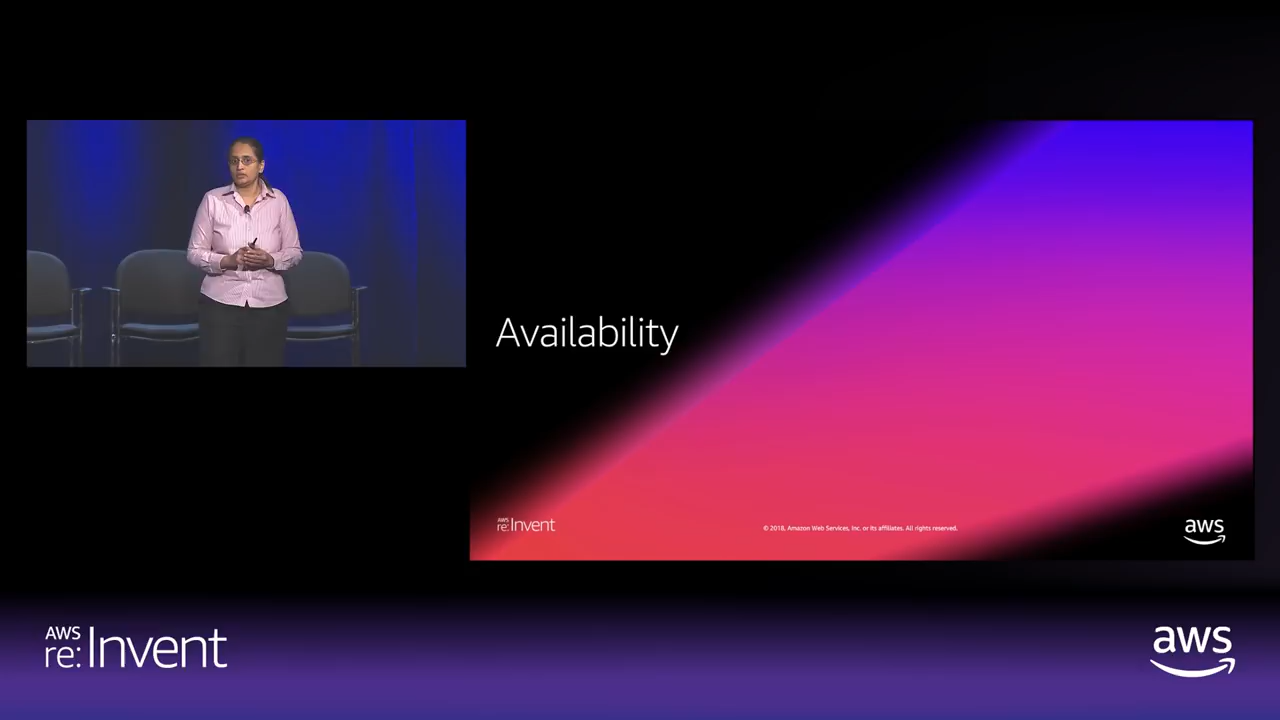 Availability
AWS
re:Invent
© 2018, Amazon Web Services, Inc. or its affiliates. All rights reserved.
aws
AWS
re:Invent
aws